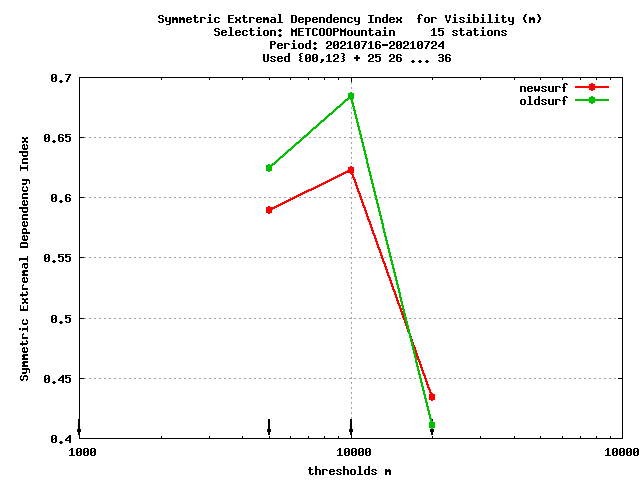 Symmetric Extremal Dependency Index  for Visibility (m)
Selection: METCOOPMountain     15 stations
Period: 20210716-20210724
Used {00,12} + 25 26 ... 36
newsurf
oldsurf
0.7
0.65
0.6
0.55
0.5
0.45
0.4
Symmetric Extremal Dependency Index
1000
10000
10000
thresholds m